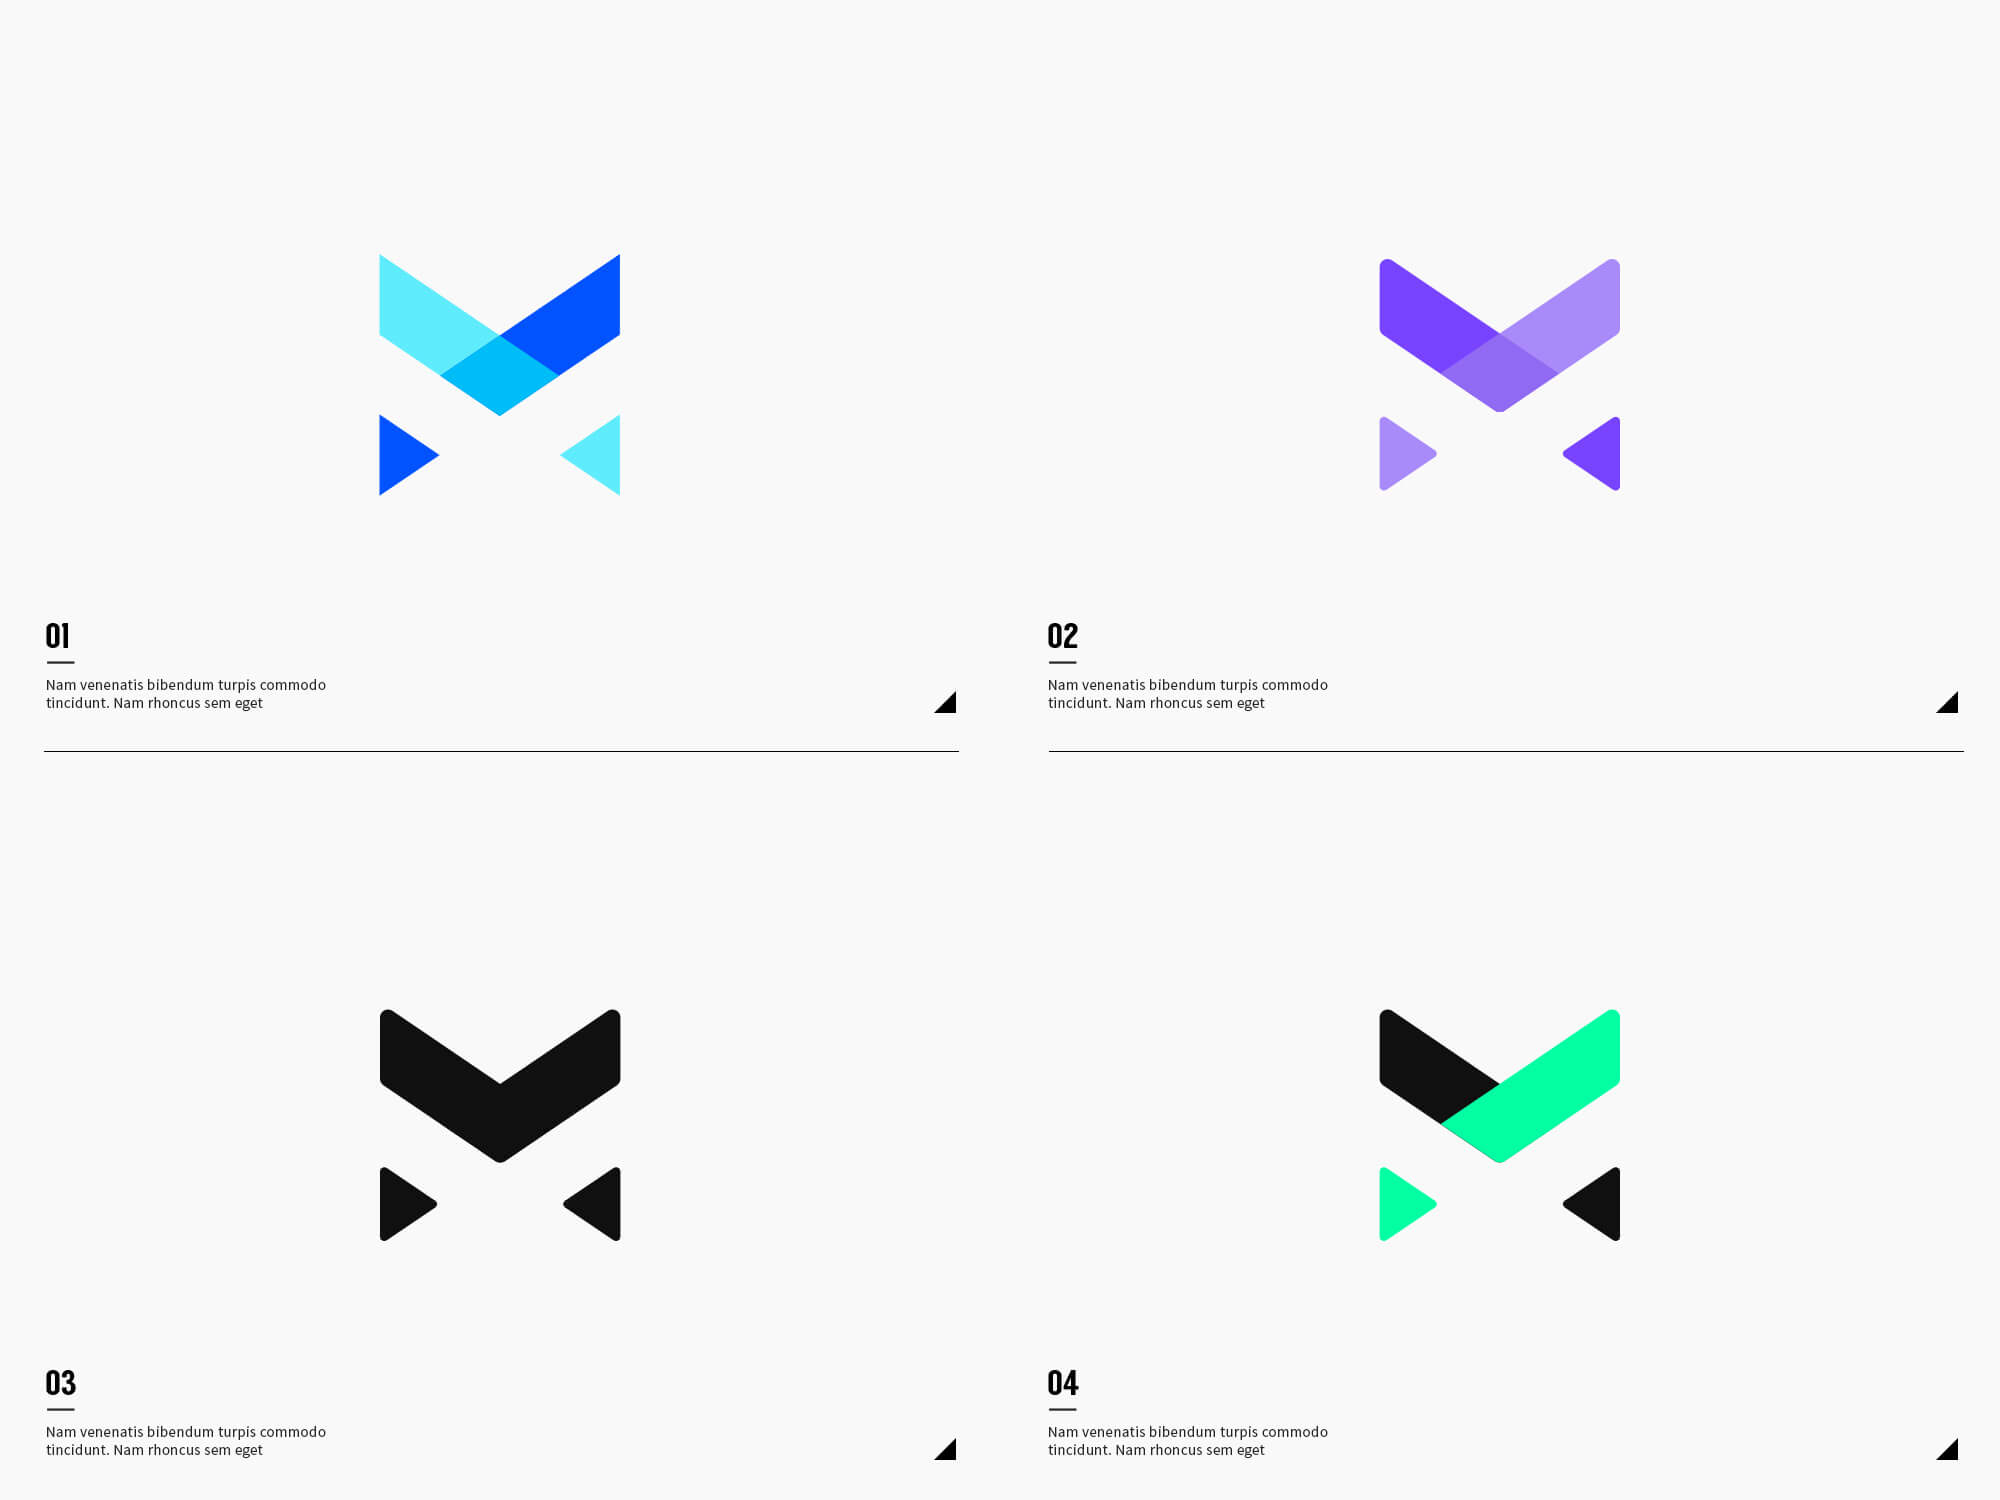 01
Nam venenatis bibendum turpis commodo
tincidunt. Nam rhoncus sem eget
02
Nam venenatis bibendum turpis commodo
tincidunt. Nam rhoncus sem eget
03
Nam venenatis bibendum turpis commodo
tincidunt. Nam rhoncus sem eget
04
Nam venenatis bibendum turpis commodo
tincidunt. Nam rhoncus sem eget